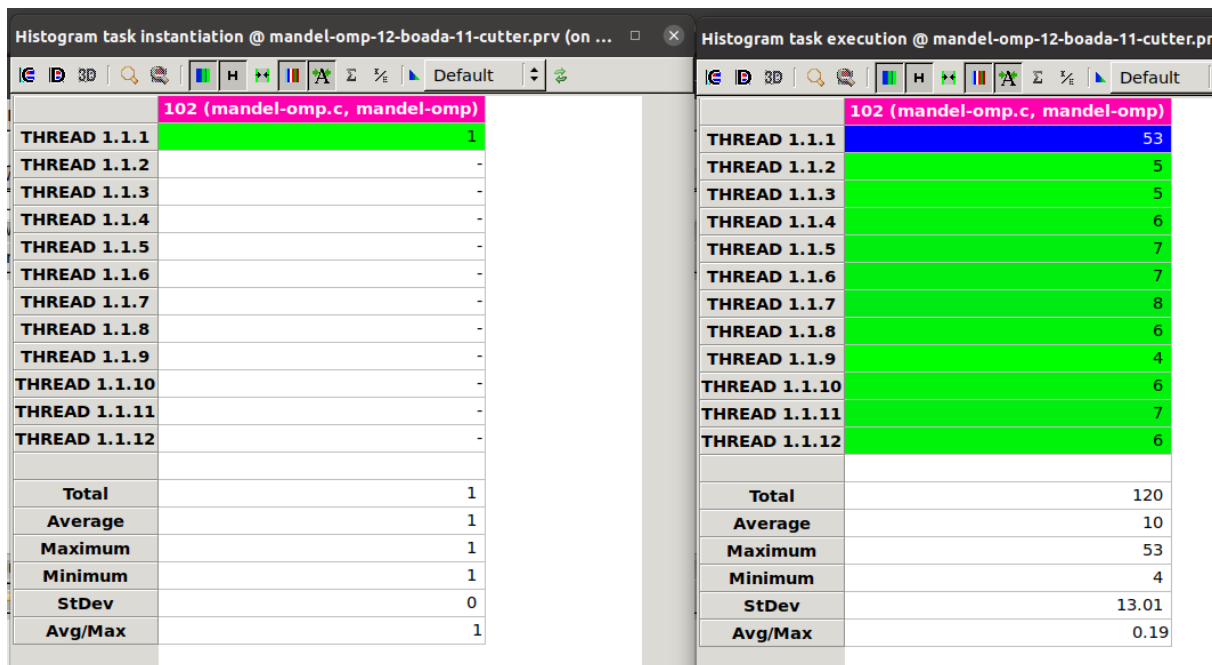 Histogram task instantiation @ mandel-omp-12-boada-11-cutter.prv (on ...
3D H A Σ Default
102 (mandel-omp.c, mandel-omp)
THREAD 1.1.1 1
THREAD 1.1.2 -
THREAD 1.1.3 -
THREAD 1.1.4 -
THREAD 1.1.5 -
THREAD 1.1.6 -
THREAD 1.1.7 -
THREAD 1.1.8 -
THREAD 1.1.9 -
THREAD 1.1.10 -
THREAD 1.1.11 -
THREAD 1.1.12 -
Total 1
Average 1
Maximum 1
Minimum 1
StDev 0
Avg/Max 1
Histogram task execution @ mandel-omp-12-boada-11-cutter.pr
3D H A Σ Default
102 (mandel-omp.c, mandel-omp)
THREAD 1.1.1 53
THREAD 1.1.2 5
THREAD 1.1.3 5
THREAD 1.1.4 6
THREAD 1.1.5 7
THREAD 1.1.6 7
THREAD 1.1.7 8
THREAD 1.1.8 6
THREAD 1.1.9 4
THREAD 1.1.10 6
THREAD 1.1.11 7
THREAD 1.1.12 6
Total 120
Average 10
Maximum 53
Minimum 4
StDev 13.01
Avg/Max 0.19